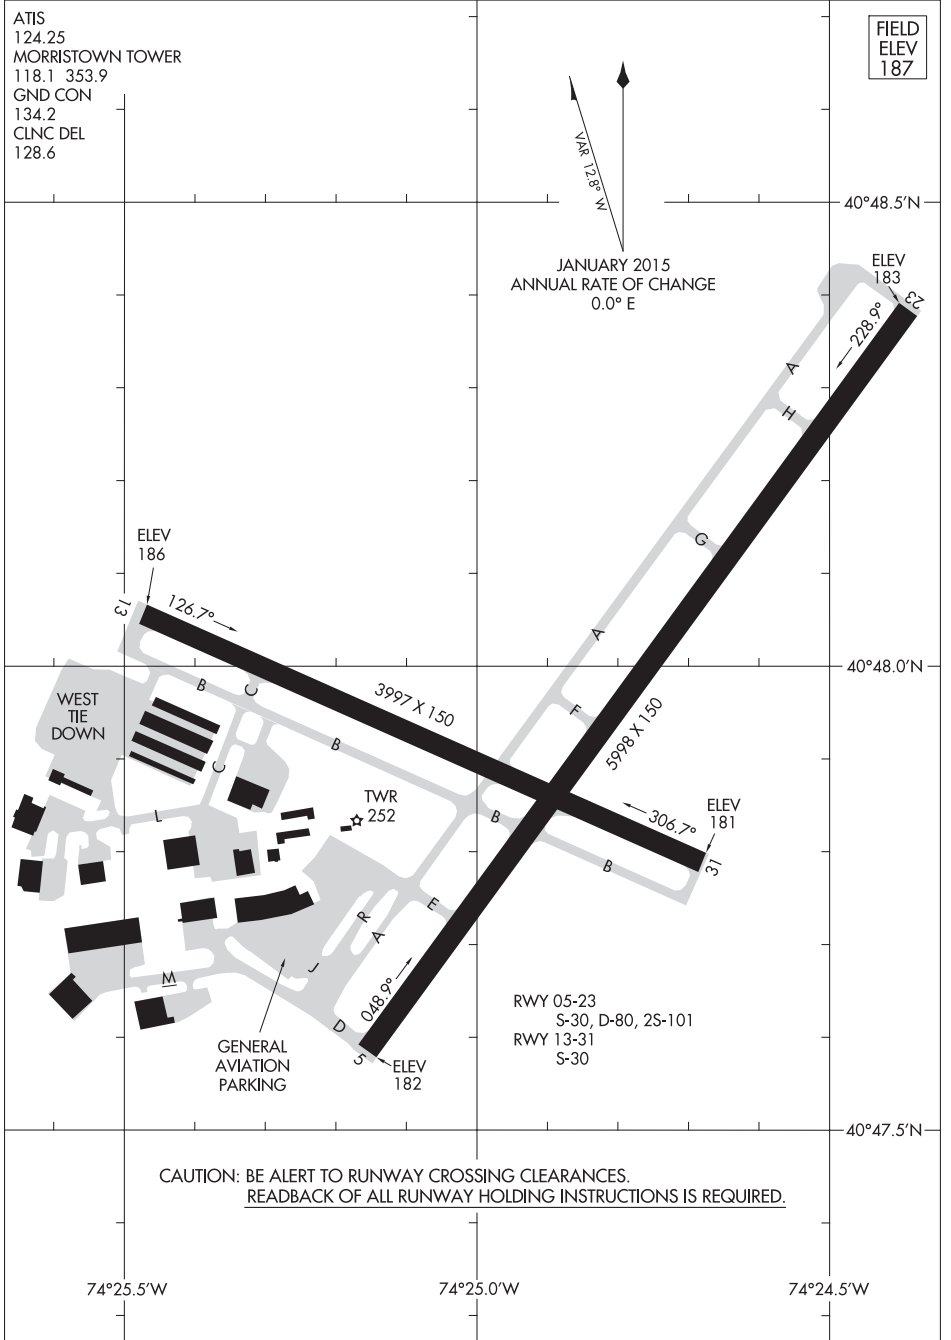 ATIS
124.25
MORRISTOWN TOWER
118.1 353.9
GND CON
134.2
CLNC DEL
128.6
FIELD
ELEV
187
VAR 12.8° W
40°48.5'N
JANUARY 2015
ANNUAL RATE OF CHANGE
0.0° E
ELEV
183
23
228.9°
A
H
G
ELEV
186
13
126.7°
A
40°48.0'N
B
C
3997 X 150
WEST
TIE
DOWN
F
5998 X 150
B
C
TWR
252
L
B
306.7°
ELEV
181
B
31
E
R
A
J
M
048.9°
D
5
ELEV
182
GENERAL
AVIATION
PARKING
RWY 05-23
S-30, D-80, 2S-101
RWY 13-31
S-30
40°47.5'N
CAUTION: BE ALERT TO RUNWAY CROSSING CLEARANCES.
READBACK OF ALL RUNWAY HOLDING INSTRUCTIONS IS REQUIRED.
74°25.5'W
74°25.0'W
74°24.5'W